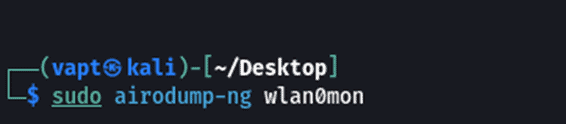 ┌──(vapt㉿kali)-[~/Desktop]
└─$ sudo airodump-ng wlan0mon